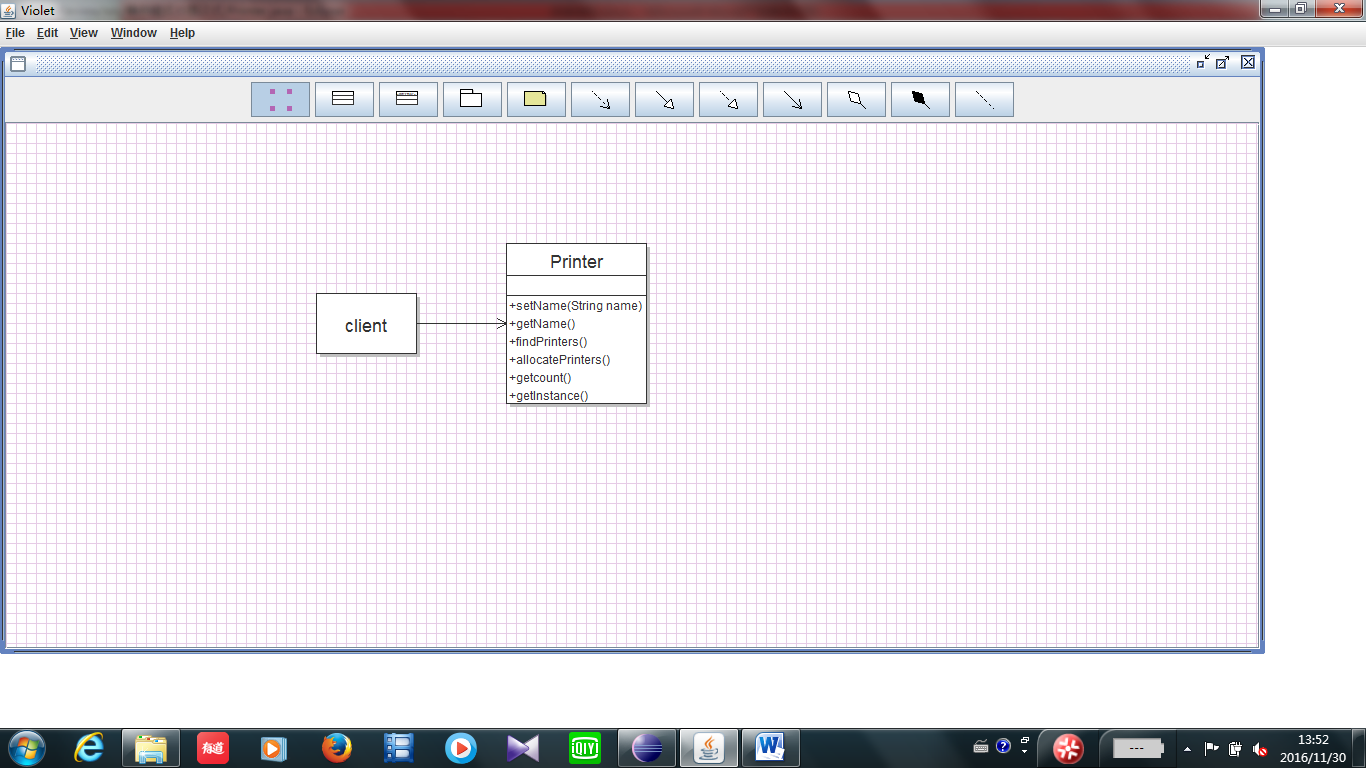 Violet
File Edit View Window Help
Printer
+setName(String name)
client
+getName()
+findPrinters()
+allocatePrinters()
+getcount()
+getInstance()
有道
QIYI
W
---
13:52
2016/11/30